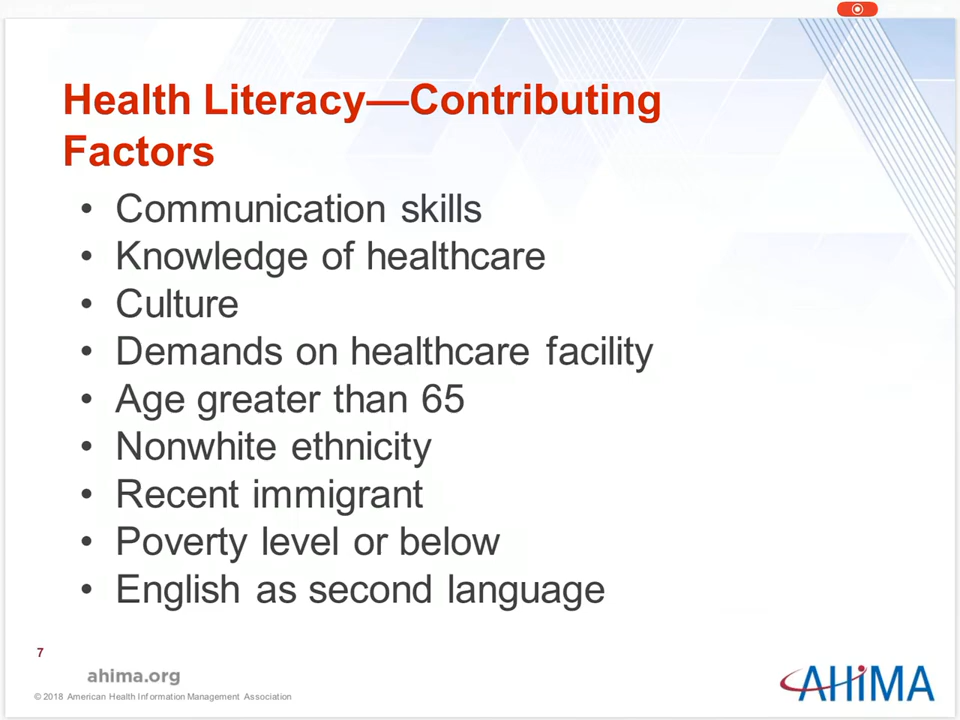 Health Literacy—Contributing
Factors
• Communication skills
• Knowledge of healthcare
• Culture
• Demands on healthcare facility
• Age greater than 65
• Nonwhite ethnicity
• Recent immigrant
• Poverty level or below
• English as second language
7
ahima.org
© 2018 American Health Information Management Association
AHiMA